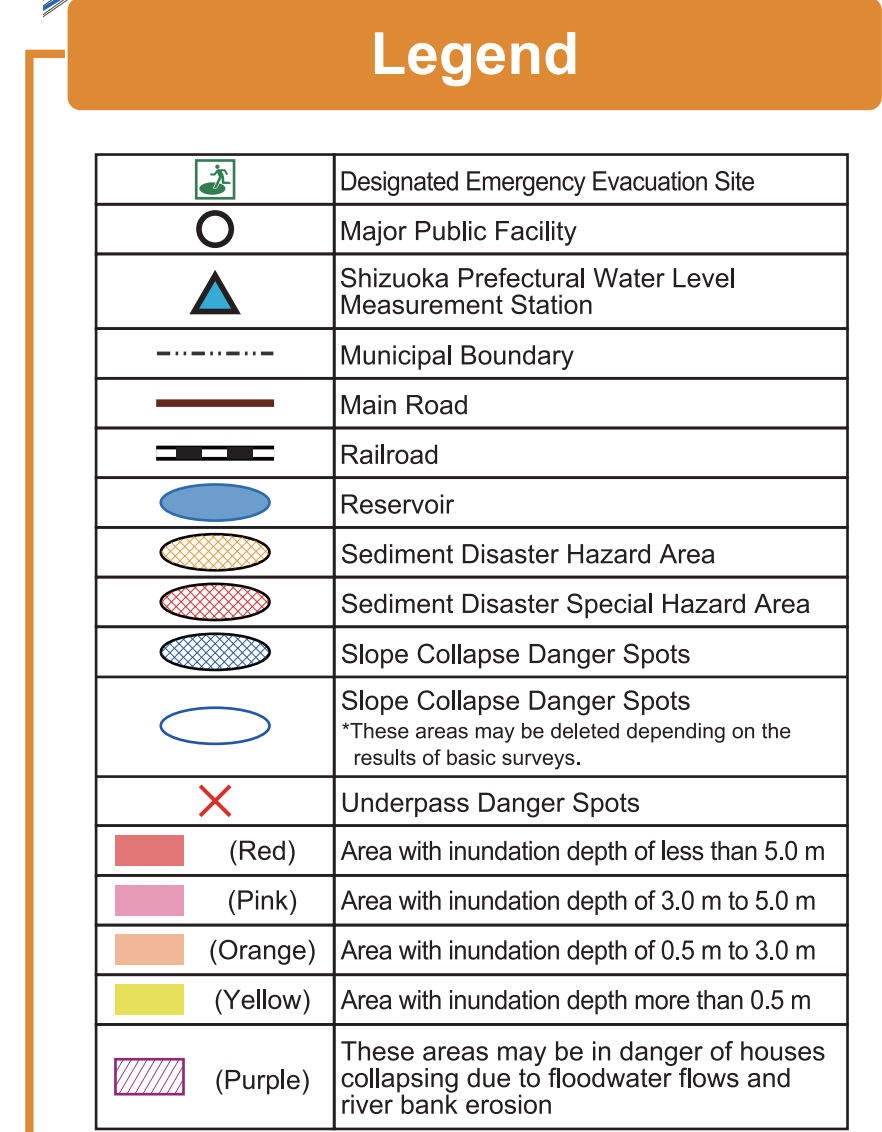 Legend
Designated Emergency Evacuation Site
Major Public Facility
Shizuoka Prefectural Water Level
Measurement Station
Municipal Boundary
Main Road
Railroad
Reservoir
Sediment Disaster Hazard Area
Sediment Disaster Special Hazard Area
Slope Collapse Danger Spots
Slope Collapse Danger Spots
*These areas may be deleted depending on the
results of basic surveys.
Underpass Danger Spots
(Red) Area with inundation depth of less than 5.0 m
(Pink) Area with inundation depth of 3.0 m to 5.0 m
(Orange) Area with inundation depth of 0.5 m to 3.0 m
(Yellow) Area with inundation depth more than 0.5 m
(Purple) These areas may be in danger of houses
collapsing due to floodwater flows and
river bank erosion